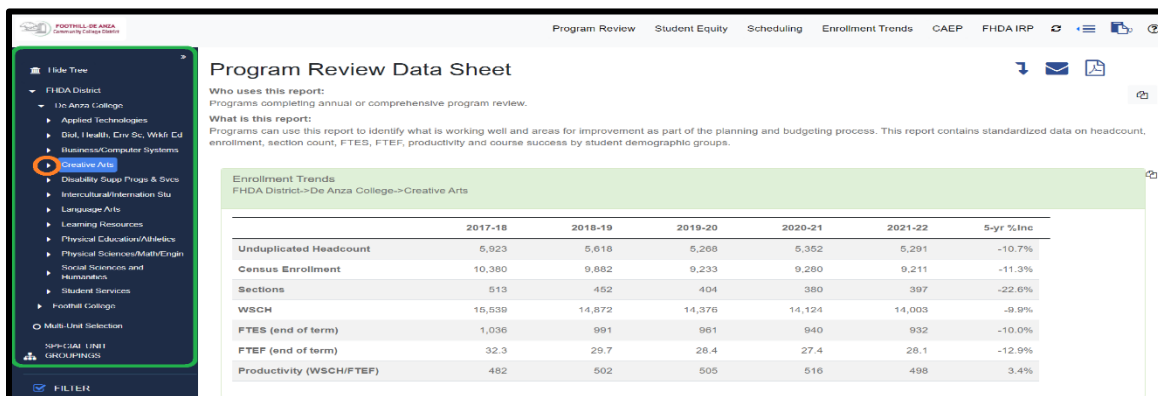 FOOTHILL-DE ANZA
Community College District
Program Review Student Equity Scheduling Enrollment Trends CAEP FHDA IRP
»
Hide Tree
FHDA District
De Anza College
Applied Technologies
Biol, Health, Env Sc, Wrkfr Ed
Business/Computer Systems
Creative Arts
Disability Supp Progs & Svcs
Intercultural/Internation Stu
Language Arts
Learning Resources
Physical Education/Athletics
Physical Sciences/Math/Engin
Social Sciences and
Humanities
Student Services
Foothill College
Multi-Unit Selection
SPECIAL UNIT
GROUPINGS
FILTER
Program Review Data Sheet
Who uses this report:
Programs completing annual or comprehensive program review.
What is this report:
Programs can use this report to identify what is working well and areas for improvement as part of the planning and budgeting process. This report contains standardized data on headcount,
enrollment, section count, FTES, FTEF, productivity and course success by student demographic groups.
Enrollment Trends
FHDA District->De Anza College->Creative Arts
2017-18 2018-19 2019-20 2020-21 2021-22 5-yr %Inc
Unduplicated Headcount 5,923 5,618 5,268 5,352 5,291 -10.7%
Census Enrollment 10,380 9,882 9,233 9,280 9,211 -11.3%
Sections 513 452 404 380 397 -22.6%
WSCH 15,539 14,872 14,376 14,124 14,003 -9.9%
FTES (end of term) 1,036 991 961 940 932 -10.0%
FTEF (end of term) 32.3 29.7 28.4 27.4 28.1 -12.9%
Productivity (WSCH/FTEF) 482 502 505 516 498 3.4%